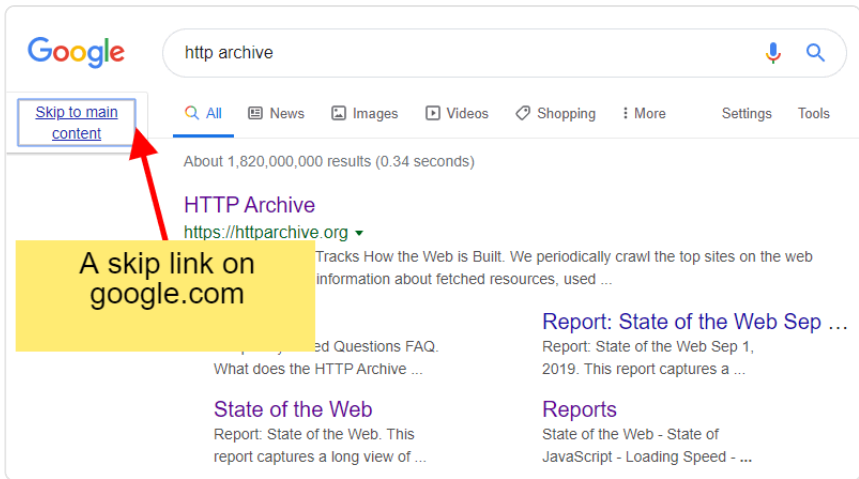 Google
http archive
Skip to main
content
All News Images Videos Shopping More Settings Tools
About 1,820,000,000 results (0.34 seconds)
HTTP Archive
https://httparchive.org
Tracks How the Web is Built. We periodically crawl the top sites on the web
information about fetched resources, used ...
A skip link on
google.com
ed Questions FAQ.
What does the HTTP Archive ...
Report: State of the Web Sep ...
Report: State of the Web Sep 1,
2019. This report captures a ...
State of the Web
Report: State of the Web. This
report captures a long view of ...
Reports
State of the Web - State of
JavaScript - Loading Speed - ...